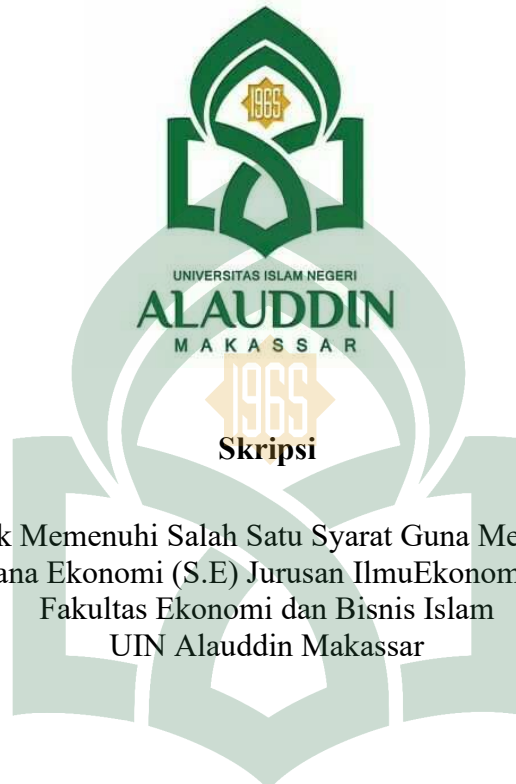 1965
UNIVERSITAS ISLAM NEGERI
ALAUDDIN
MAKASSAR
1965
Skripsi
Memenuhi Salah Satu Syarat Guna
Ekonomi (S.E) Jurusan IlmuEkonom
Fakultas Ekonomi dan Bisnis Islam
UIN Alauddin Makassar